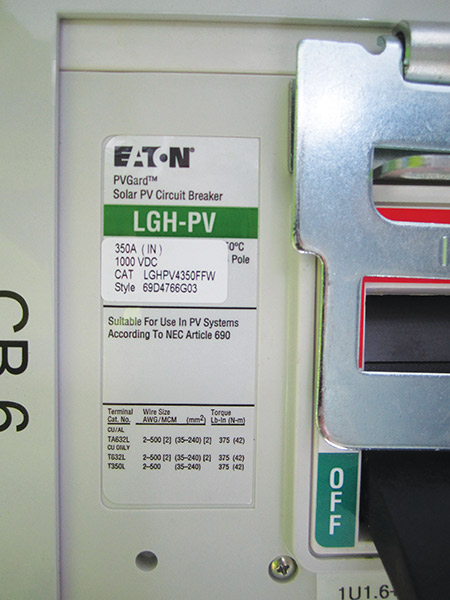 EATON
PVGard™
Solar PV Circuit Breaker
LGH-PV
350A (IN)
1000 VDC
CAT LGHPV4350FFW
Style 69D4766G03
0°C
Pole
Suitable For Use In PV Systems
According To NEC Article 690
Terminal Wire Size Torque
Cat. No. AWG/MCM (mm²) Lb-In (N-m)
CU/AL
TA632L 2-500 [2] (35-240) [2] 375 (42)
CU ONLY
T632L 2-500 [2] (35-240) [2] 375 (42)
T350L 2-500 (35-240) 375 (42)
CB6
OFF
1U1.6-